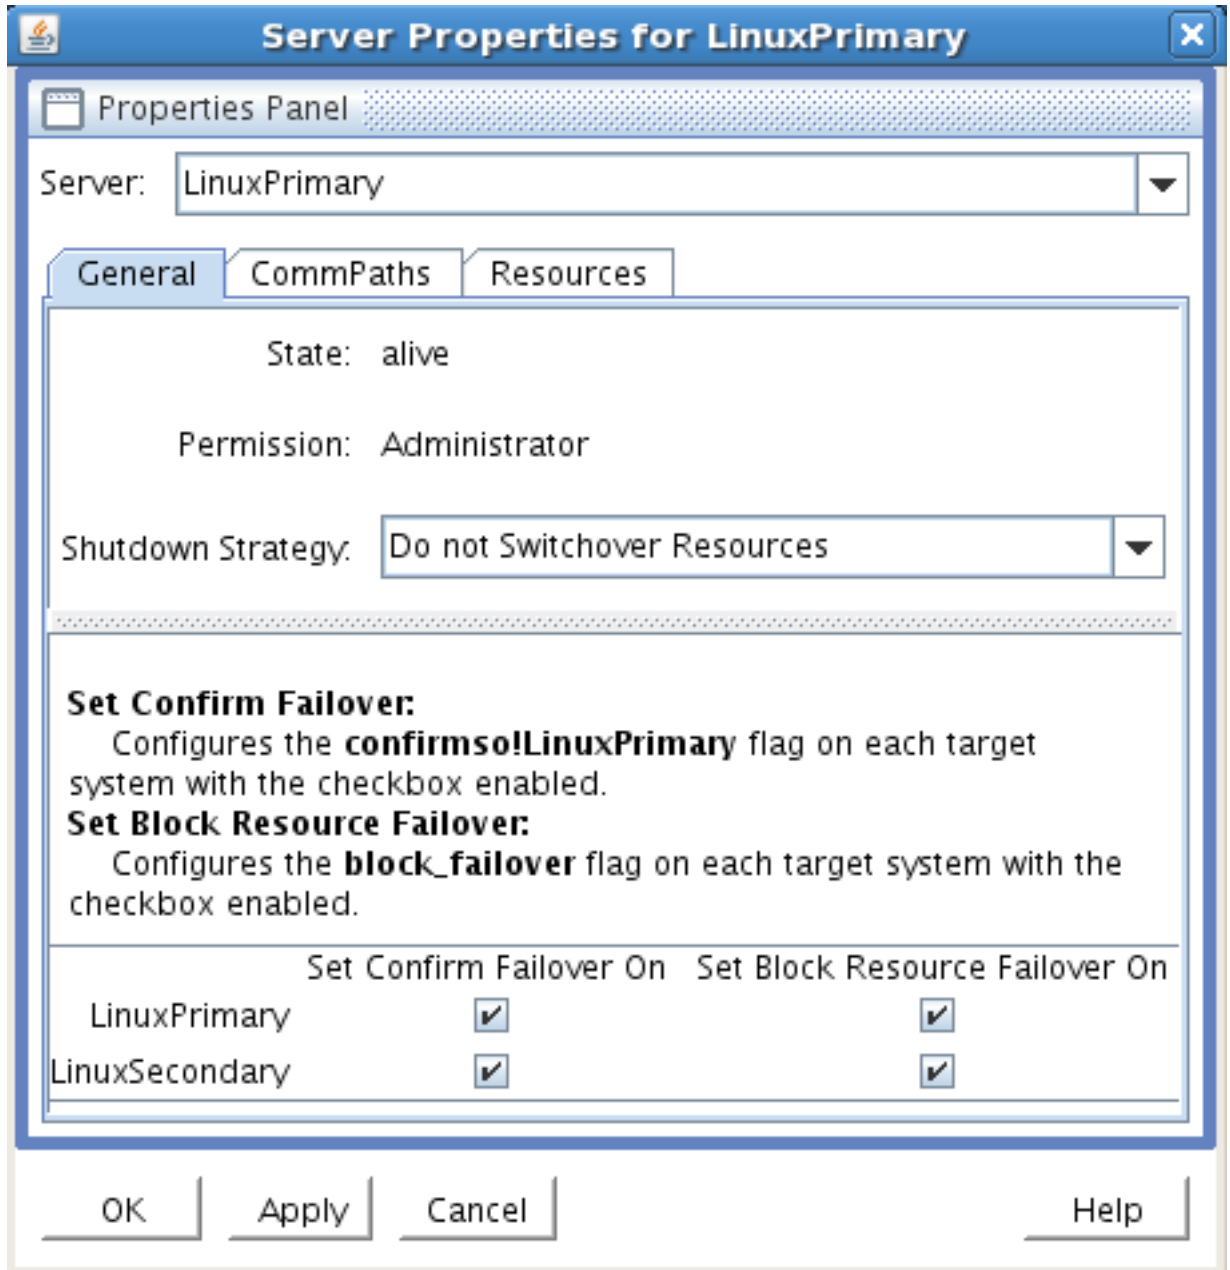 Server Properties for LinuxPrimary
Properties Panel
Server: LinuxPrimary
General CommPaths Resources
State: alive
Permission: Administrator
Shutdown Strategy: Do not Switchover Resources
Set Confirm Failover:
Configures the confirmso!LinuxPrimary flag on each target
system with the checkbox enabled.
Set Block Resource Failover:
Configures the block_failover flag on each target system with the
checkbox enabled.
Set Confirm Failover On Set Block Resource Failover On
LinuxPrimary
LinuxSecondary
OK Apply Cancel Help